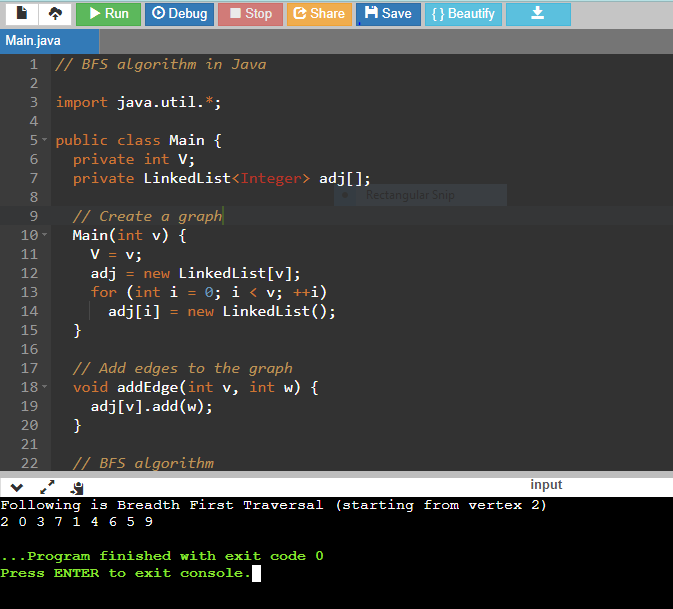 Run Debug Stop Share Save { } Beautify
Main.java
1 // BFS algorithm in Java
2
3 import java.util.*;
4
5 public class Main {
6   private int V;
7   private LinkedList<Integer> adj[];
Rectangular Snip
8
9   // Create a graph
10   Main(int v) {
11     V = v;
12     adj = new LinkedList[v];
13     for (int i = 0; i < v; ++i)
14       adj[i] = new LinkedList();
15   }
16
17   // Add edges to the graph
18   void addEdge(int v, int w) {
19     adj[v].add(w);
20   }
21
22   // BFS algorithm
input
Following is Breadth First Traversal (starting from vertex 2)
2 0 3 7 1 4 6 5 9
...Program finished with exit code 0
Press ENTER to exit console.